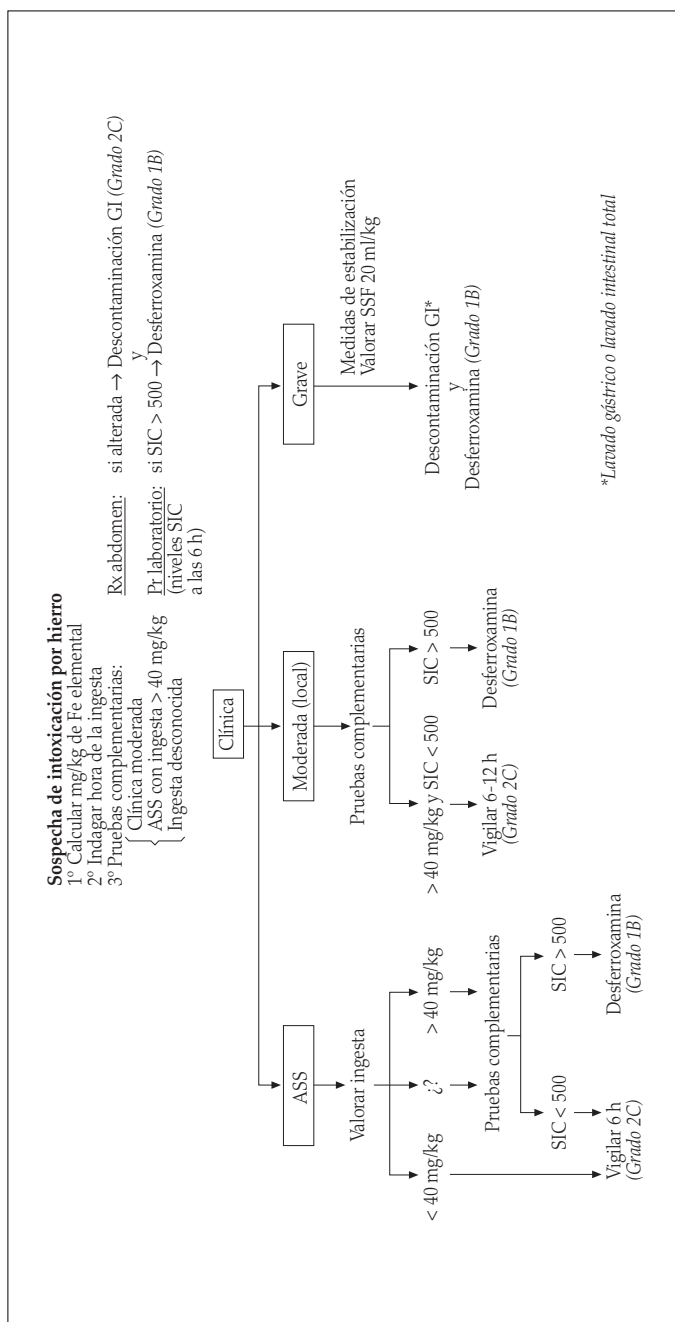 Sospecha de intoxicación por hierro
1º Calcular mg/kg de Fe elemental
2º Indagar hora de la ingesta
3º Pruebas complementarias:
Clínica moderada
ASS con ingesta > 40 mg/kg
Ingesta desconocida
Rx abdomen: si alterada → Descontaminación GI (Grado 2C)
y
Pr laboratorio: si SIC > 500 → Desferroxamina (Grado 1B)
(niveles SIC
a las 6 h)
Clínica
ASS
Valorar ingesta
< 40 mg/kg
¿?
> 40 mg/kg
Pruebas complementarias
SIC < 500
SIC > 500
Vigilar 6 h
(Grado 2C)
Desferroxamina
(Grado 1B)
Moderada (local)
Pruebas complementarias
> 40 mg/kg y SIC < 500
SIC > 500
Vigilar 6-12 h
(Grado 2C)
Desferroxamina
(Grado 1B)
Grave
Medidas de estabilización
Valorar SSF 20 ml/kg
Descontaminación GI*
y
Desferroxamina (Grado 1B)
*Lavado gástrico o lavado intestinal total